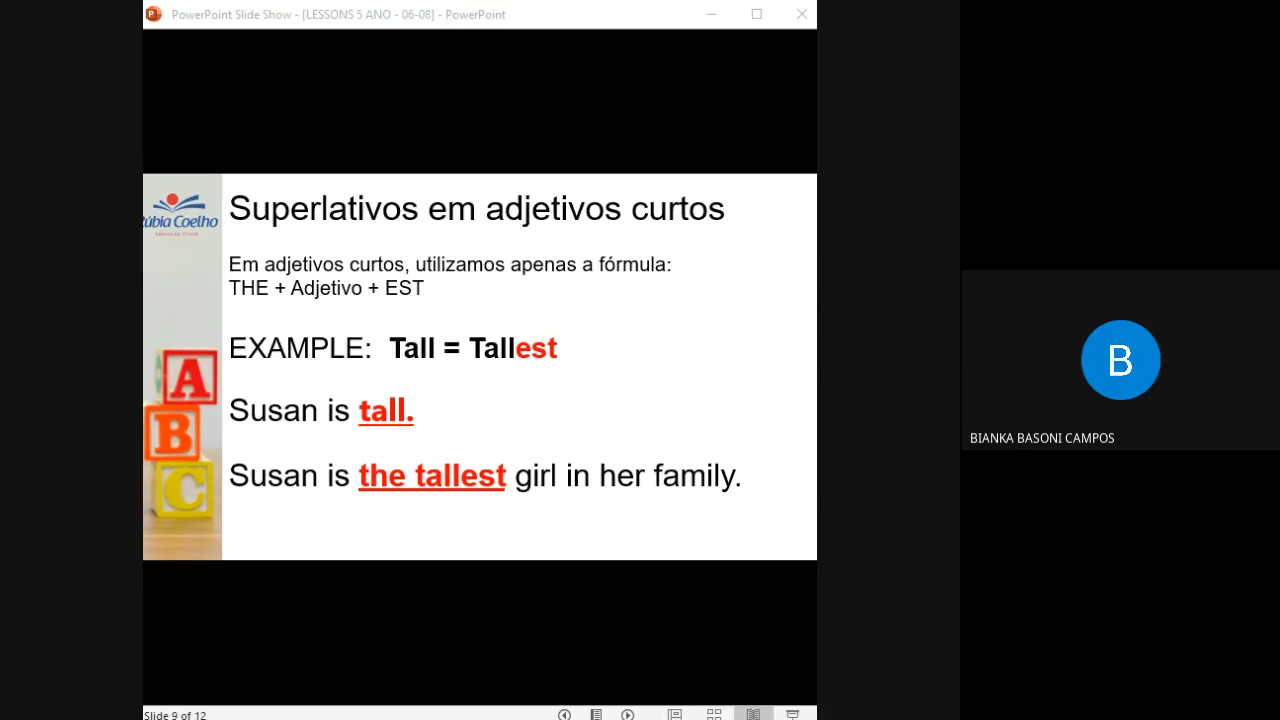 PowerPoint Slide Show - [LESSONS 5 ANO - 06-08] - PowerPoint
Superlativos em adjetivos curtos
Rúbia Coelho
Em adjetivos curtos, utilizamos apenas a fórmula:
THE + Adjetivo + EST
EXAMPLE: Tall = Tallest
Susan is tall.
Susan is the tallest girl in her family.
A
B
C
B
BIANKA BASONI CAMPOS
Slide 9 of 12